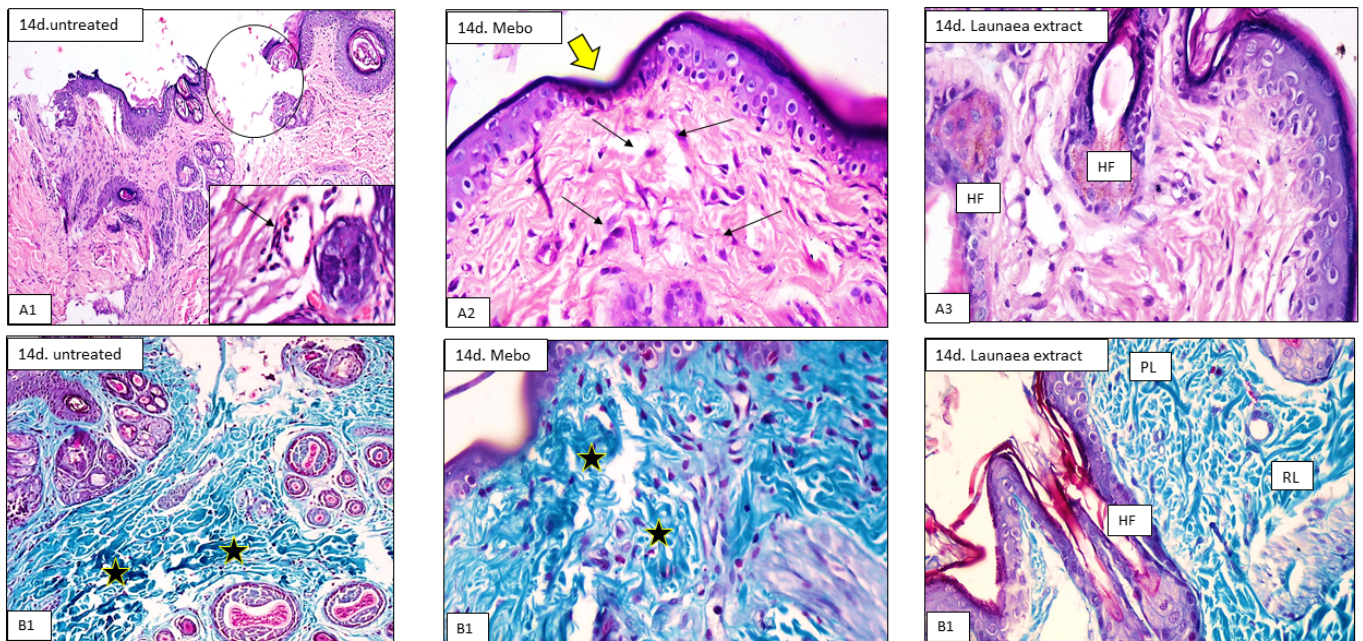 14d.untreated
A1
14d. Mebo
A2
14d. Launaea extract
HF
HF
A3
14d. untreated
B1
14d. Mebo
B1
14d. Launaea extract
PL
RL
HF
B1